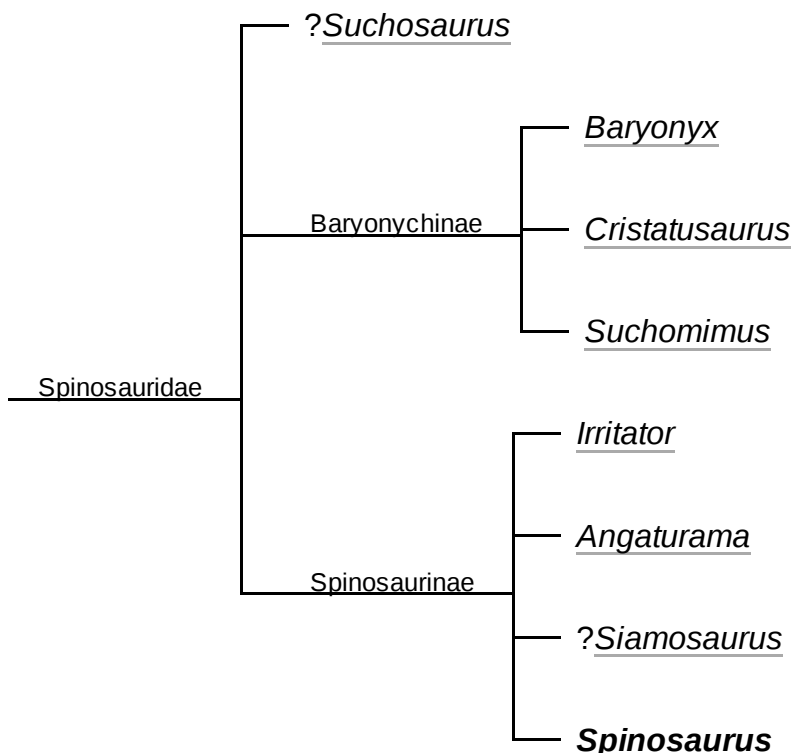 ?Suchosaurus
Baryonyx
Baryonychinae
Cristatusaurus
Suchomimus
Spinosauridae
Irritator
Angaturama
Spinosaurinae
?Siamosaurus
Spinosaurus